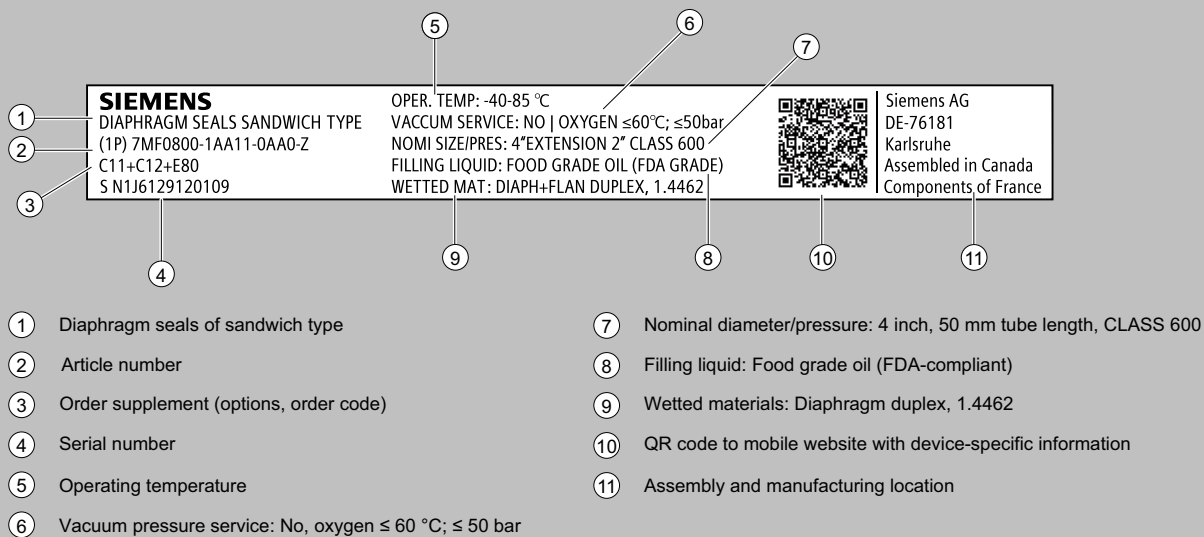 5
6
7
SIEMENS
DIAPHRAGM SEALS SANDWICH TYPE
(1P) 7MF0800-1AA11-0AA0-Z
C11+C12+E80
S N1J6129120109
OPER. TEMP: -40-85 °C
VACCUM SERVICE: NO | OXYGEN ≤60°C; ≤50bar
NOMI SIZE/PRES: 4"EXTENSION 2" CLASS 600
FILLING LIQUID: FOOD GRADE OIL (FDA GRADE)
WETTED MAT: DIAPH+FLAN DUPLEX, 1.4462
Siemens AG
DE-76181
Karlsruhe
Assembled in Canada
Components of France
1
2
3
4
9
8
10
11
1 Diaphragm seals of sandwich type
2 Article number
3 Order supplement (options, order code)
4 Serial number
5 Operating temperature
6 Vacuum pressure service: No, oxygen ≤ 60 °C; ≤ 50 bar
7 Nominal diameter/pressure: 4 inch, 50 mm tube length, CLASS 600
8 Filling liquid: Food grade oil (FDA-compliant)
9 Wetted materials: Diaphragm duplex, 1.4462
10 QR code to mobile website with device-specific information
11 Assembly and manufacturing location